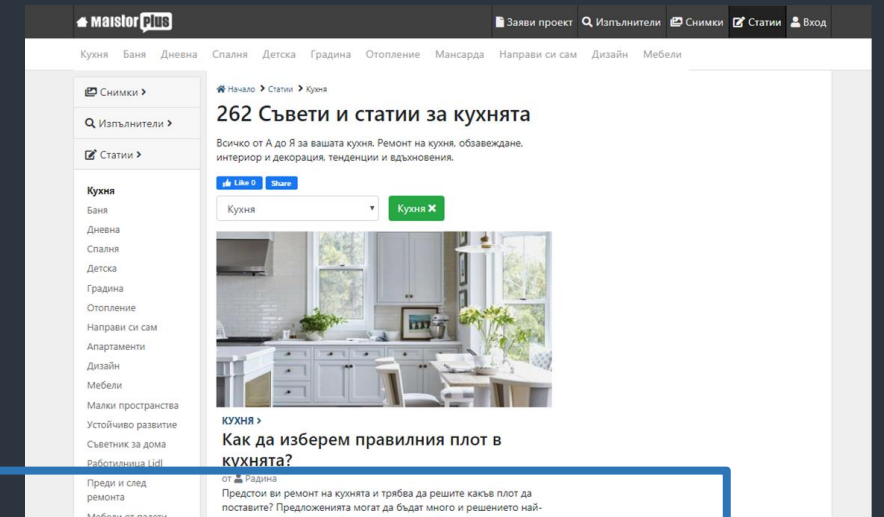 MaistorPlus
Заяви проект Изпълнители Снимки Статии Вход
Кухня Баня Дневна Спалня Детска Градина Отопление Мансарда Направи си сам Дизайн Мебели
Снимки
Изпълнители
Статии
Кухня
Баня
Дневна
Спалня
Детска
Градина
Отопление
Направи си сам
Апартаменти
Дизайн
Мебели
Малки пространства
Устойчиво развитие
Съветник за дома
Работилница Lidl
Преди и след
ремонта
Мебели от палети
Начало > Статии > Кухня
262 Съвети и статии за кухнята
Всичко от А до Я за вашата кухня. Ремонт на кухня, обзавеждане,
интериор и декорация, тенденции и вдъхновения.
Like 0 Share
Кухня Кухня ✖
КУХНЯ >
Как да изберем правилния плот в
кухнята?
от Радина
Предстои ви ремонт на кухнята и трябва да решите какъв плот да
поставите? Предложенията могат да бъдат много и решението най-